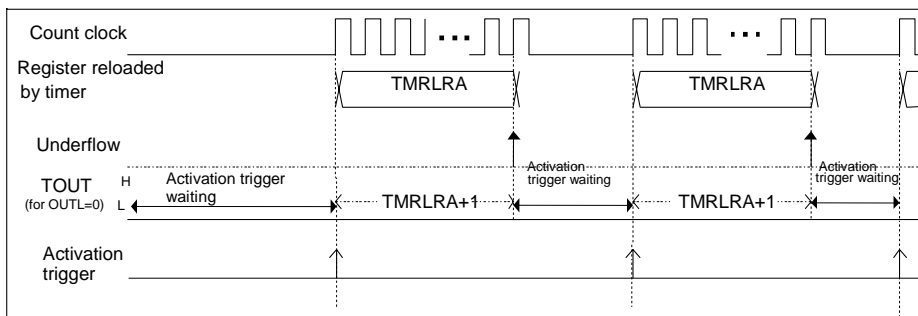 Count clock
Register reloaded
by timer
TMRLRA
TMRLRA
Underflow
TOUT
(for OUTL=0)
H
L
Activation trigger
waiting
TMRLRA+1
Activation
trigger waiting
TMRLRA+1
Activation
trigger waiting
Activation
trigger